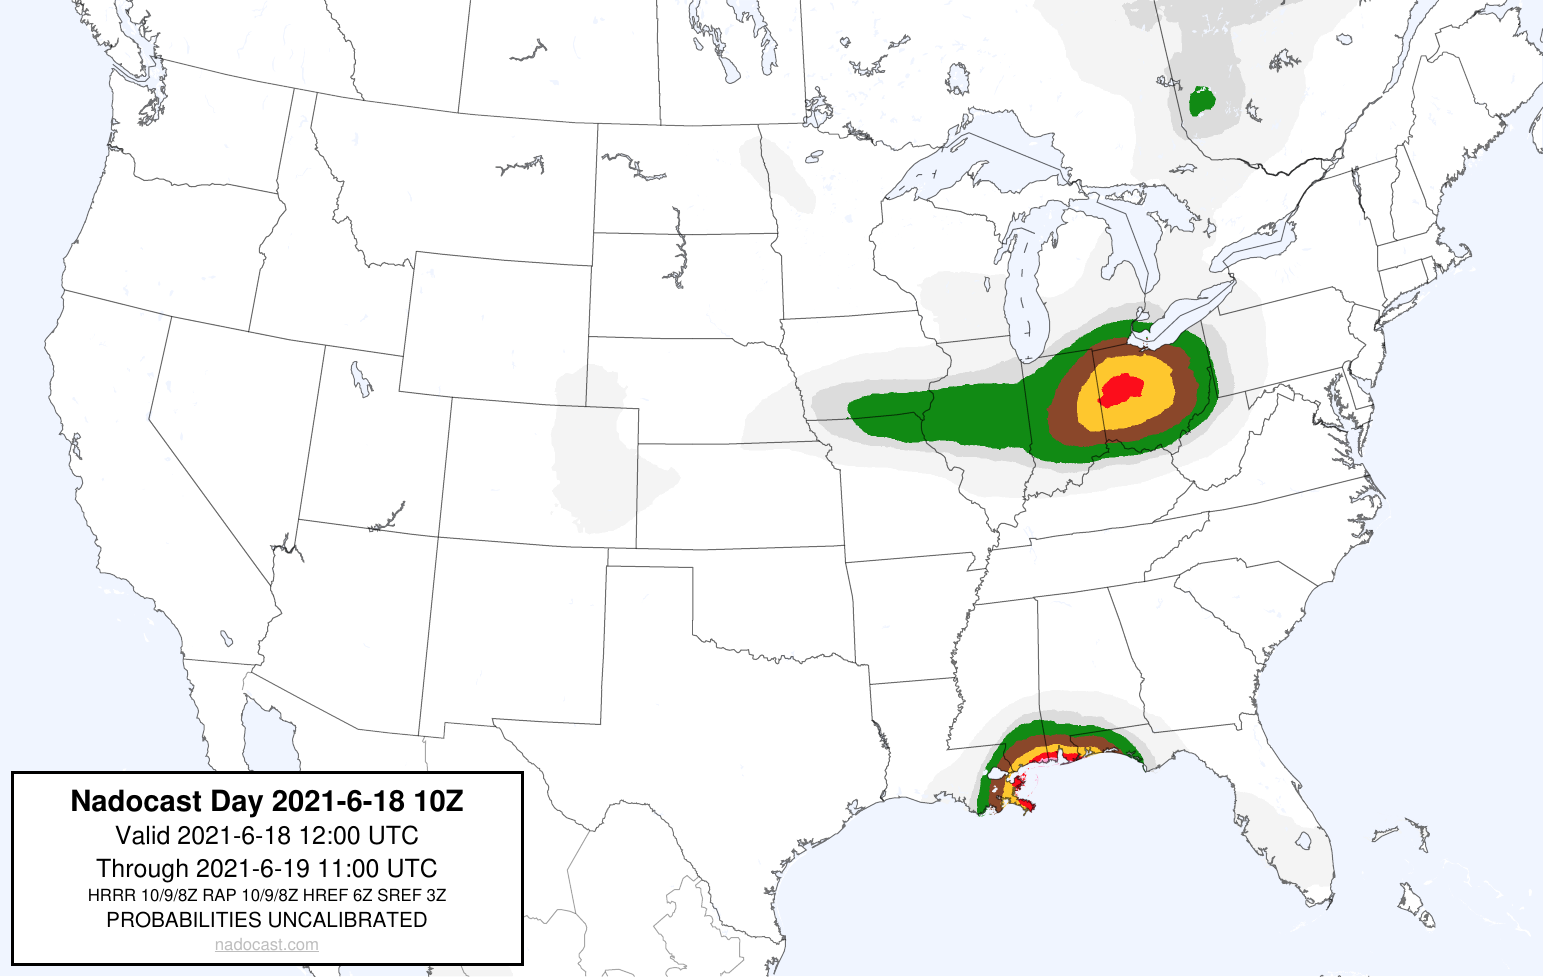 Nadocast Day 2021-6-18 10Z
Valid 2021-6-18 12:00 UTC
Through 2021-6-19 11:00 UTC
HRRR 10/9/8Z RAP 10/9/8Z HREF 6Z SREF 3Z
PROBABILITIES UNCALIBRATED
nadocast.com